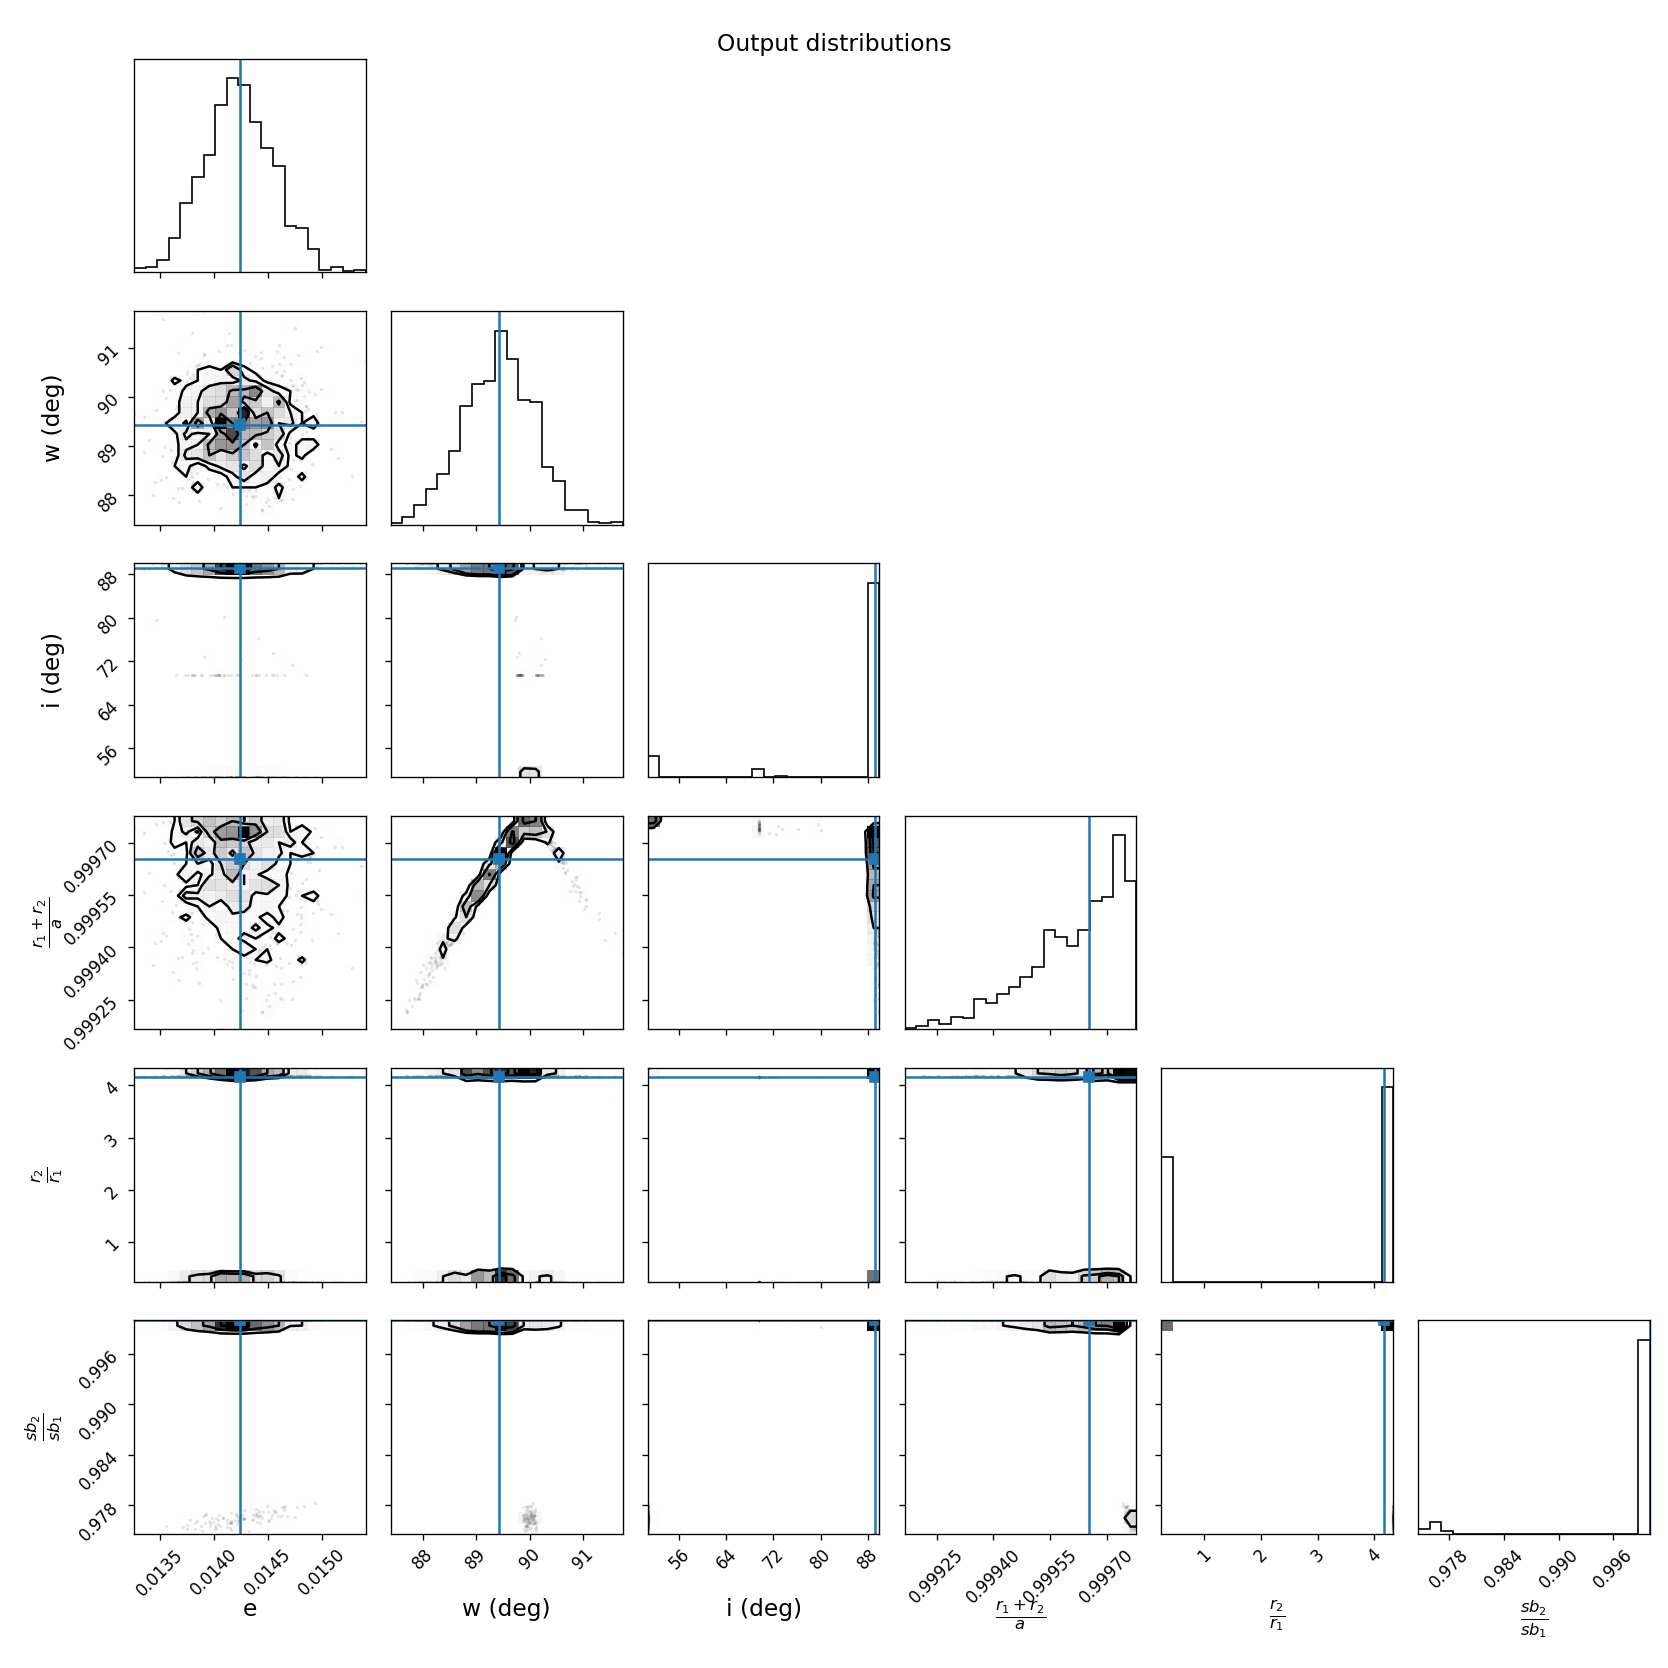 Output distributions
w (deg)
91
90
89
88
i (deg)
88
80
72
64
56
r₁ + r₂
a
0.99970
0.99955
0.99940
0.99925
r₂
r₁
4
3
2
1
sb₂
sb₁
0.996
0.990
0.984
0.978
0.0135 0.0140 0.0145 0.0150
88 89 90 91
56 64 72 80 88
0.99925 0.99940 0.99955 0.99970
1 2 3 4
0.978 0.984 0.990 0.996
e
w (deg)
i (deg)
r₁ + r₂
a
r₂
r₁
sb₂
sb₁